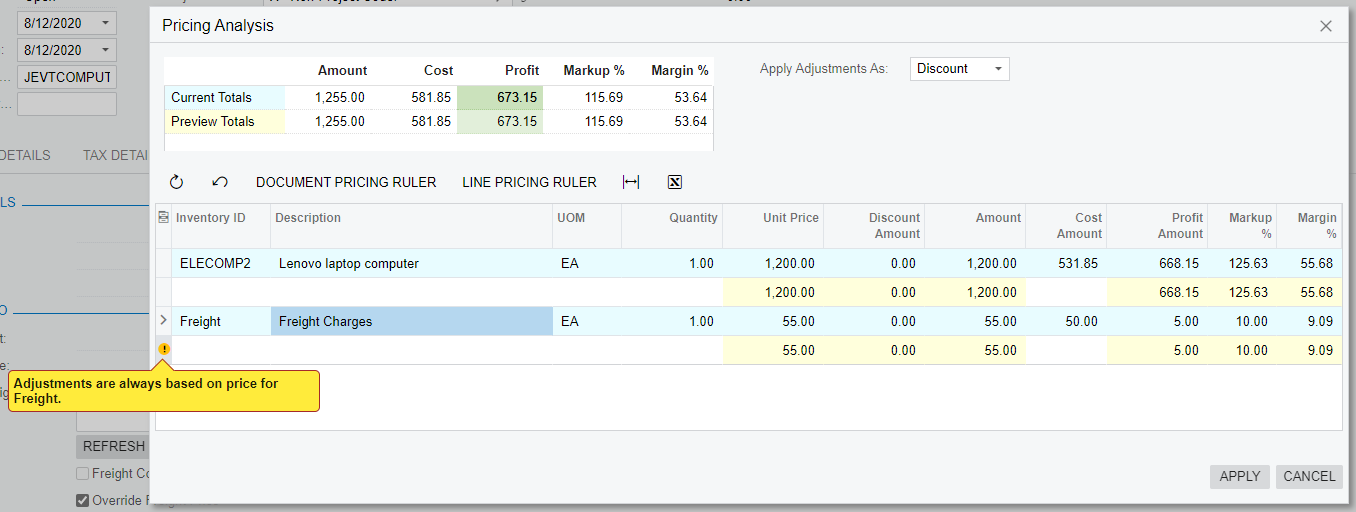 8/12/2020
Pricing Analysis
8/12/2020
JEVTCOMPUT
Amount Cost Profit Markup % Margin %
Apply Adjustments As: Discount
Current Totals 1,255.00 581.85 673.15 115.69 53.64
Preview Totals 1,255.00 581.85 673.15 115.69 53.64
DETAILS TAX DETAI
DOCUMENT PRICING RULER LINE PRICING RULER
LS
Inventory ID Description UOM Quantity Unit Price Discount Amount Amount Cost Amount Profit Amount Markup % Margin %
ELECOMP2 Lenovo laptop computer EA 1.00 1,200.00 0.00 1,200.00 531.85 668.15 125.63 55.68
1,200.00 0.00 1,200.00 668.15 125.63 55.68
Freight Freight Charges EA 1.00 55.00 0.00 55.00 50.00 5.00 10.00 9.09
55.00 0.00 55.00 5.00 10.00 9.09
Adjustments are always based on price for
Freight.
REFRESH
Freight Co
Override
APPLY CANCEL